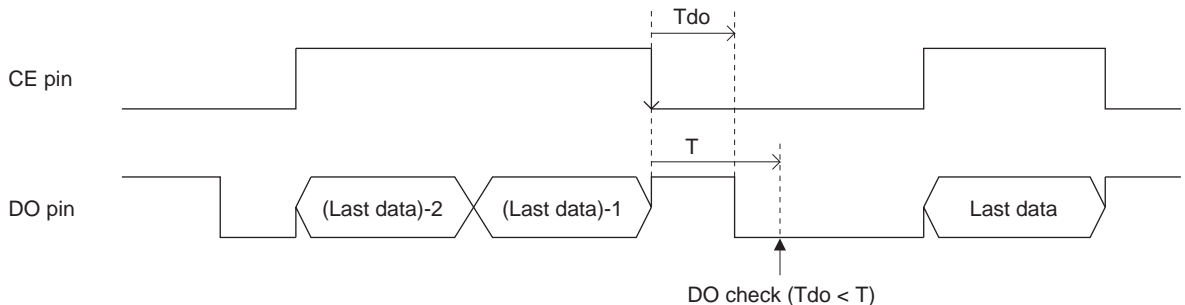 Tdo
CE pin
T
DO pin
(Last data)-2
(Last data)-1
Last data
DO check (Tdo < T)